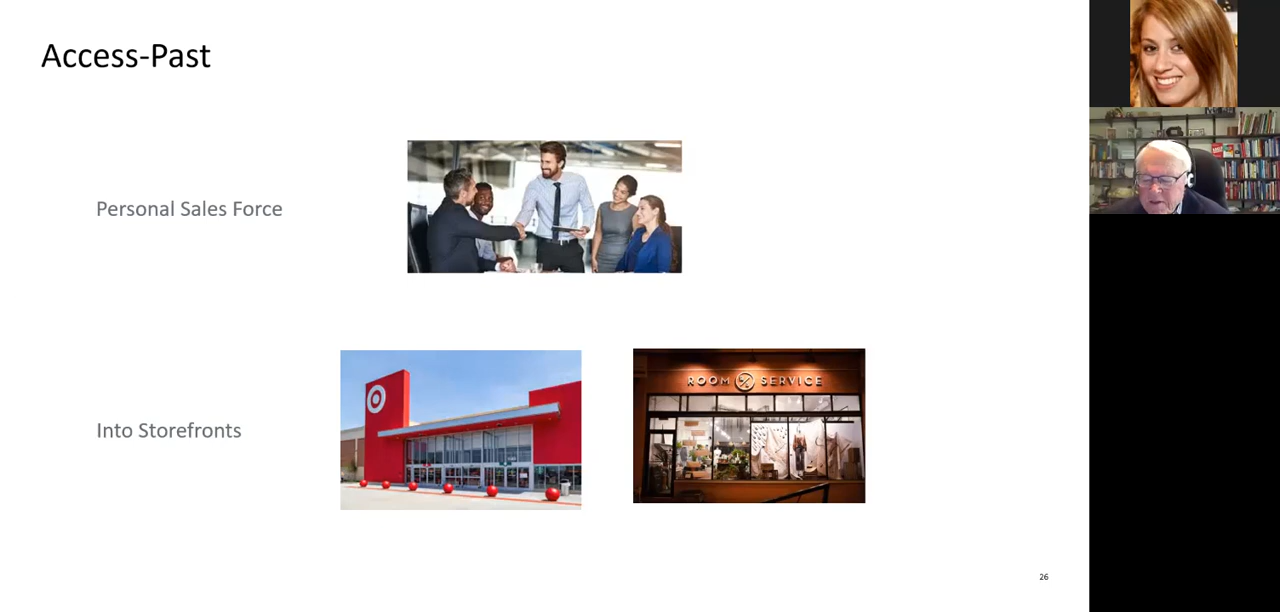 Access-Past
Personal Sales Force
Into Storefronts
ROOM SERVICE
26